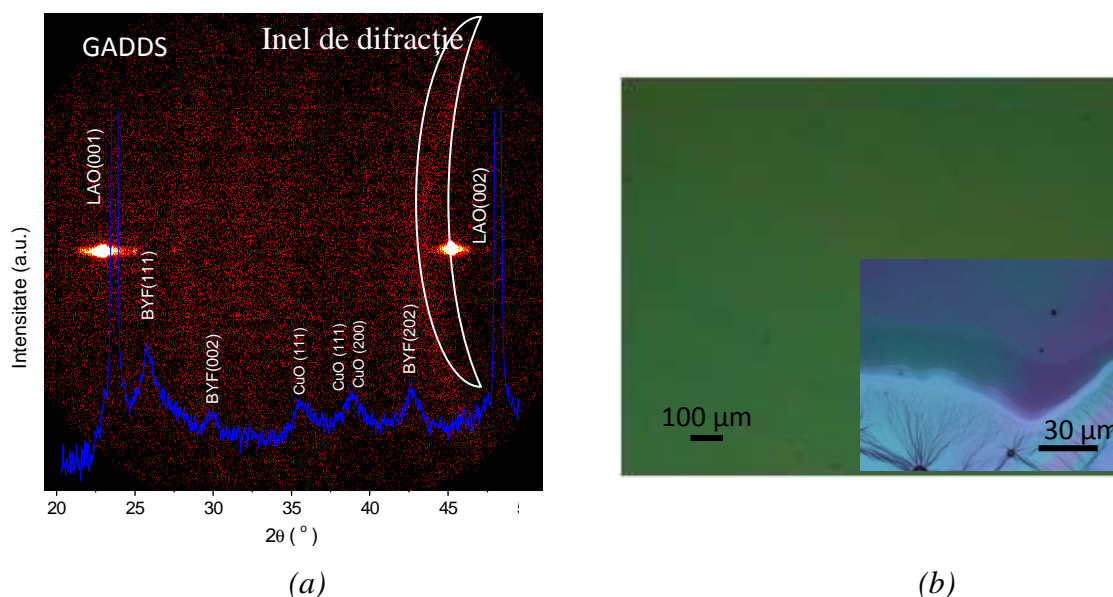 GADDS
Inel de difracţie
Intensitate (a.u.)
LAO(001)
BYF(111)
BYF(002)
CuO (111)
CuO (111)
CuO (200)
BYF(202)
LAO(002)
20 25 30 35 40 45
2θ ( ° )
(a)
100 µm
30 µm
(b)